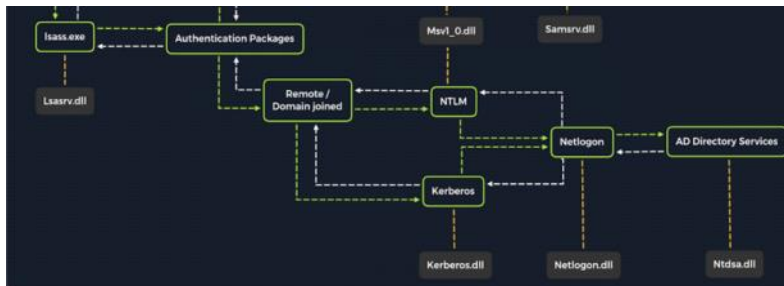 Msv1_0.dll
Samsrv.dll
lsass.exe
Authentication Packages
Lsasrv.dll
Remote /
Domain joined
NTLM
Netlogon
AD Directory Services
Kerberos
Kerberos.dll
Netlogon.dll
Ntdsa.dll